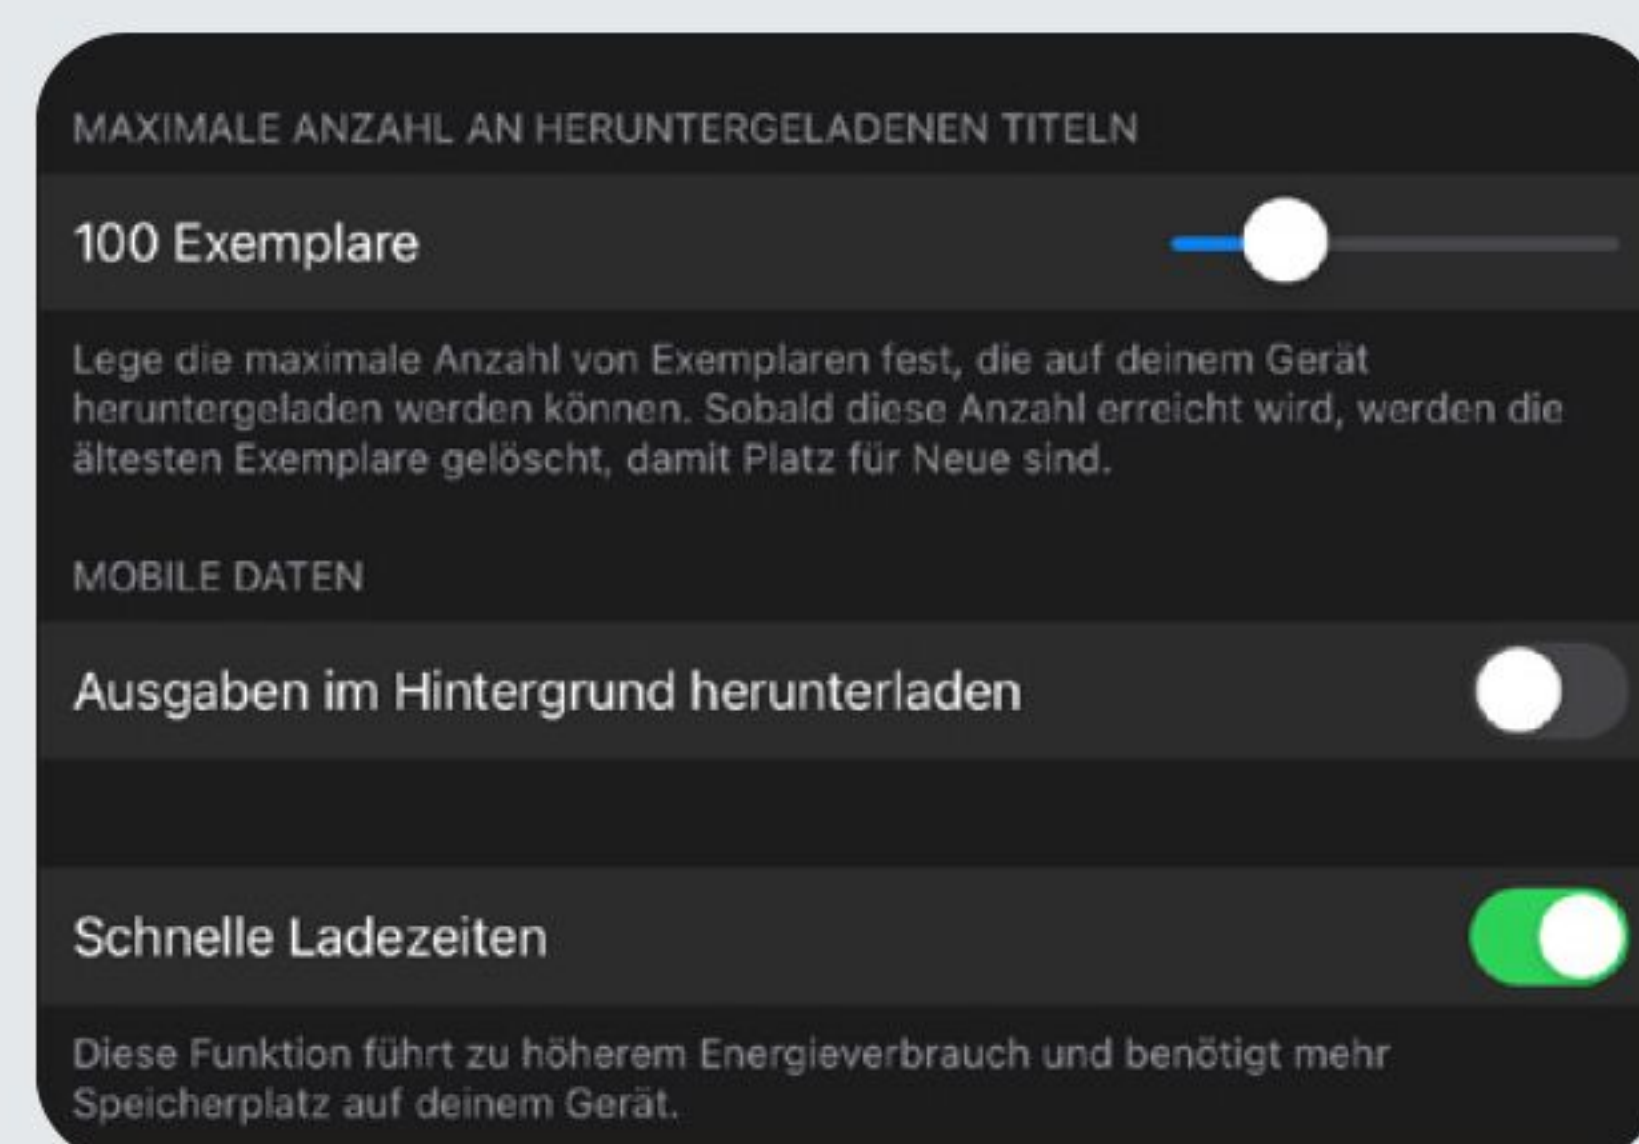 MAXIMALE ANZAHL AN HERUNTERGELADENEN TITELN
100 Exemplare
Lege die maximale Anzahl von Exemplaren fest, die auf deinem Gerät
heruntergeladen werden können. Sobald diese Anzahl erreicht wird, werden die
ältesten Exemplare gelöscht, damit Platz für Neue sind.
MOBILE DATEN
Ausgaben im Hintergrund herunterladen
Schnelle Ladezeiten
Diese Funktion führt zu höherem Energieverbrauch und benötigt mehr
Speicherplatz auf deinem Gerät.